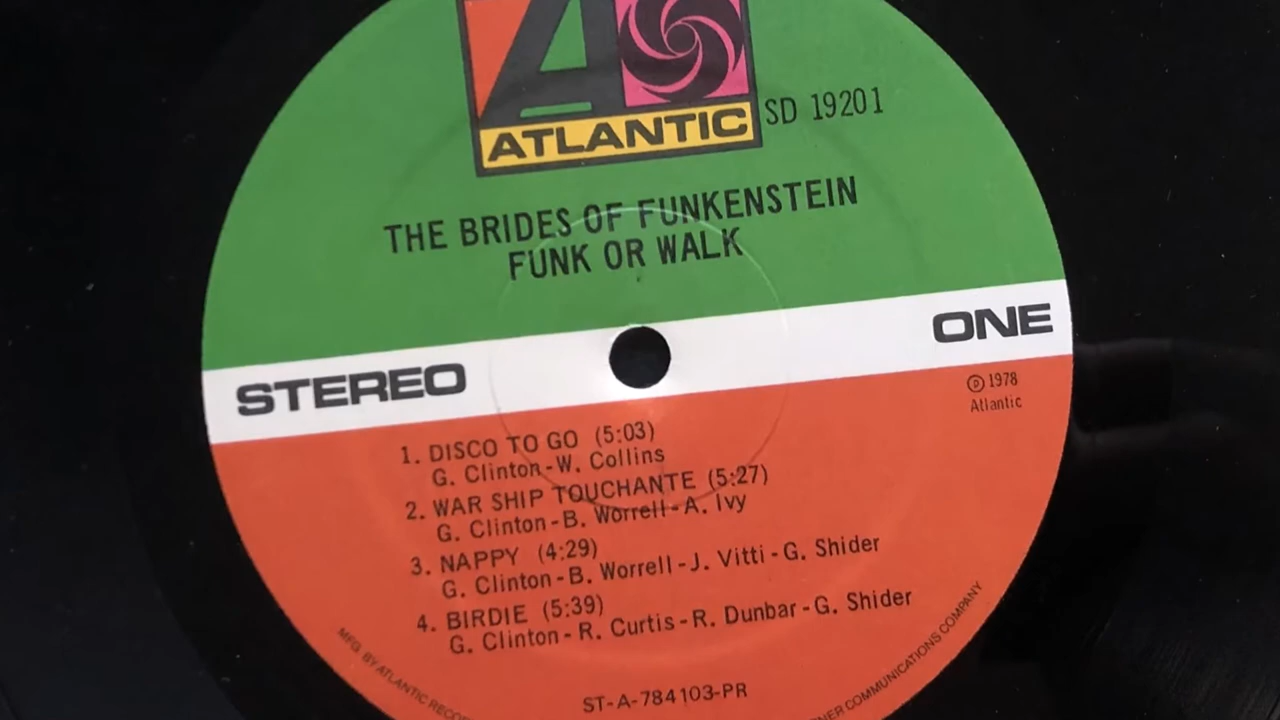 ATLANTIC
SD 19201
THE BRIDES OF FUNKENSTEIN
FUNK OR WALK
STEREO
ONE
Ⓟ 1978
Atlantic
1. DISCO TO GO (5:03)
G. Clinton-W. Collins
2. WAR SHIP TOUCHANTE (5:27)
G. Clinton-B. Worrell-A. Ivy
3. NAPPY (4:29)
G. Clinton-B. Worrell-J. Vitti-G. Shider
4. BIRDIE (5:39)
G. Clinton-R. Curtis-R. Dunbar-G. Shider
ST-A-784103-PR
MFG. BY ATLANTIC
COMMUNICATIONS COMPANY